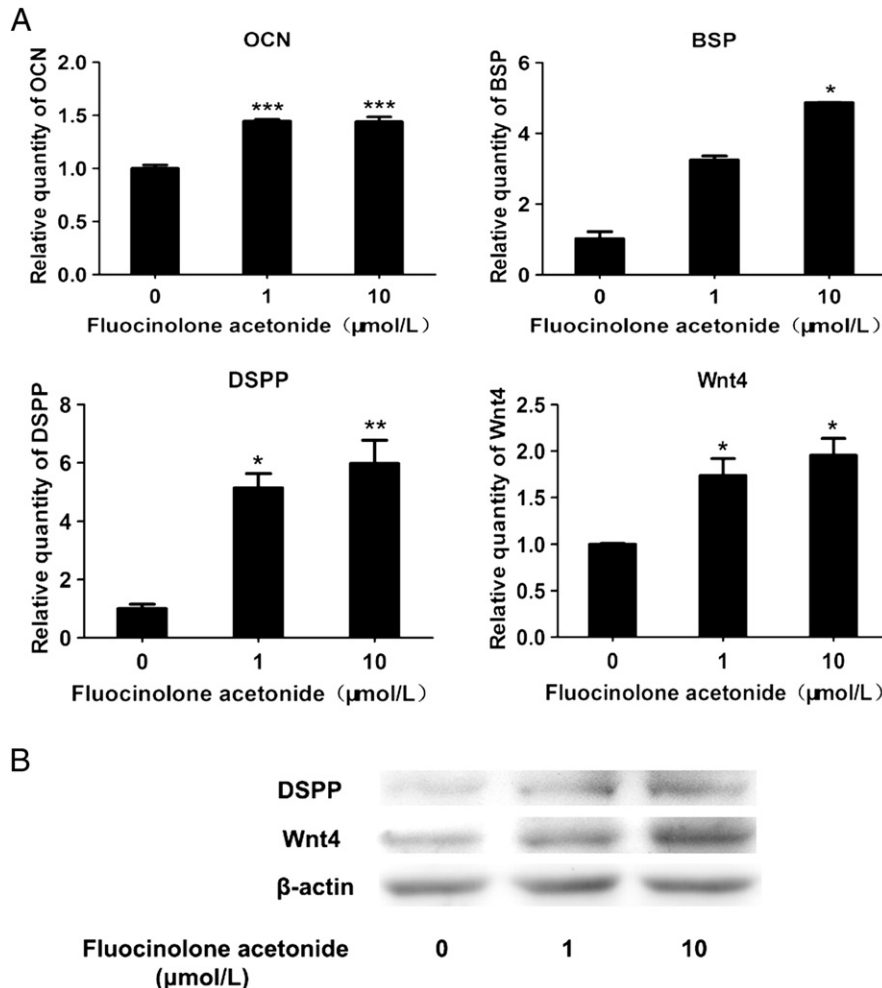 A
OCN
Relative quantity of OCN
2.0
1.5
1.0
0.5
0.0
***
***
0 1 10
Fluocinolone acetonide（μmol/L）
BSP
Relative quantity of BSP
6
4
2
0
*
0 1 10
Fluocinolone acetonide（μmol/L）
DSPP
Relative quantity of DSPP
8
6
4
2
0
*
**
0 1 10
Fluocinolone acetonide（μmol/L）
Wnt4
Relative quantity of Wnt4
2.5
2.0
1.5
1.0
0.5
0.0
*
*
0 1 10
Fluocinolone acetonide（μmol/L）
B
DSPP
Wnt4
β-actin
Fluocinolone acetonide 0 1 10
(μmol/L)